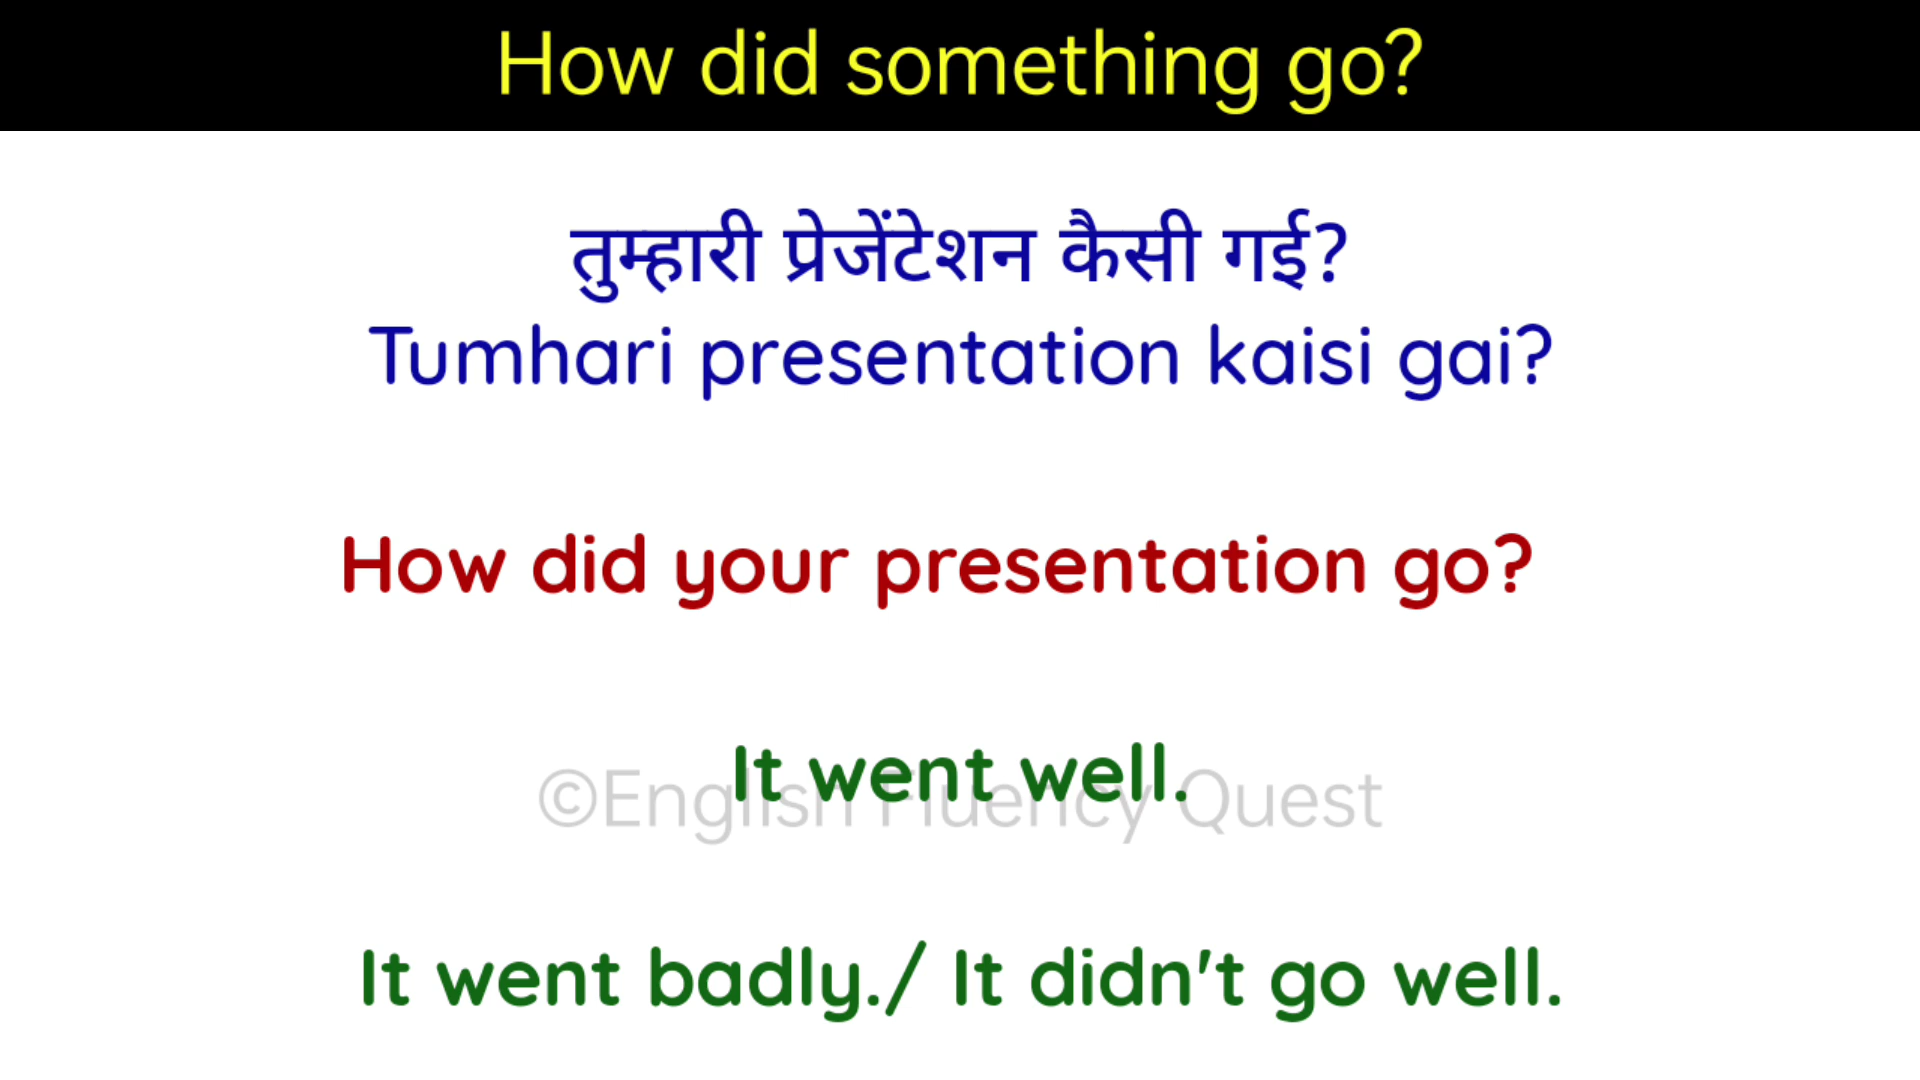 How did something go?
तुम्हारी प्रेजेंटेशन कैसी गई?
Tumhari presentation kaisi gai?
How did your presentation go?
It went well.
©English Fluency Quest
It went badly./ It didn't go well.